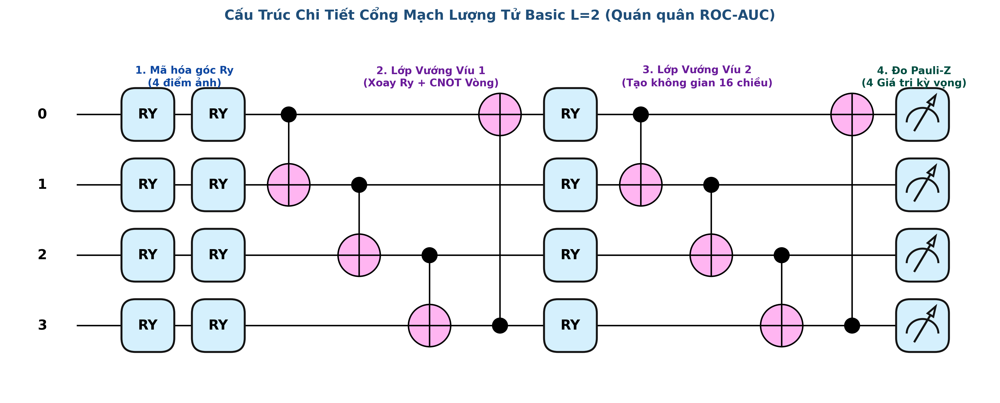 Cấu Trúc Chi Tiết Cổng Mạch Lượng Tử Basic L=2 (Quán quân ROC-AUC)
1. Mã hóa góc Ry
(4 điểm ảnh)
2. Lớp Vướng Víu 1
(Xoay Ry + CNOT Vòng)
3. Lớp Vướng Víu 2
(Tạo không gian 16 chiều)
4. Đo Pauli-Z
(4 Giá trị kỳ vọng)
0 RY RY RY
1 RY RY RY
2 RY RY RY
3 RY RY RY